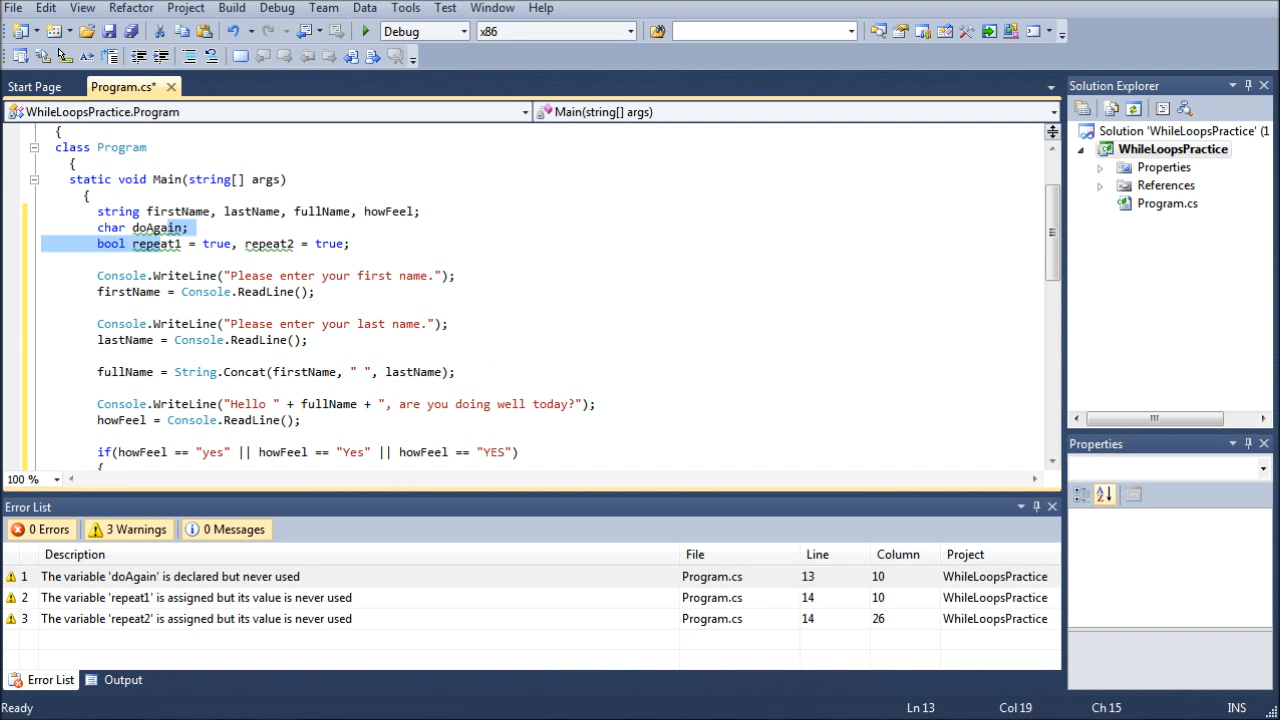 File Edit View Refactor Project Build Debug Team Data Tools Test Window Help
Debug x86
Start Page Program.cs* Solution Explorer
WhileLoopsPractice.Program Main(string[] args)
Solution 'WhileLoopsPractice' (1
WhileLoopsPractice
Properties
References
Program.cs
{
class Program
{
static void Main(string[] args)
{
string firstName, lastName, fullName, howFeel;
char doAgain;
bool repeat1 = true, repeat2 = true;
Console.WriteLine("Please enter your first name.");
firstName = Console.ReadLine();
Console.WriteLine("Please enter your last name.");
lastName = Console.ReadLine();
fullName = String.Concat(firstName, " ", lastName);
Console.WriteLine("Hello " + fullName + ", are you doing well today?");
howFeel = Console.ReadLine();
if(howFeel == "yes" || howFeel == "Yes" || howFeel == "YES")
{
100 %
Properties
Error List
0 Errors 3 Warnings 0 Messages
Description File Line Column Project
1 The variable 'doAgain' is declared but never used Program.cs 13 10 WhileLoopsPractice
2 The variable 'repeat1' is assigned but its value is never used Program.cs 14 10 WhileLoopsPractice
3 The variable 'repeat2' is assigned but its value is never used Program.cs 14 26 WhileLoopsPractice
Error List Output
Ready Ln 13 Col 19 Ch 15 INS